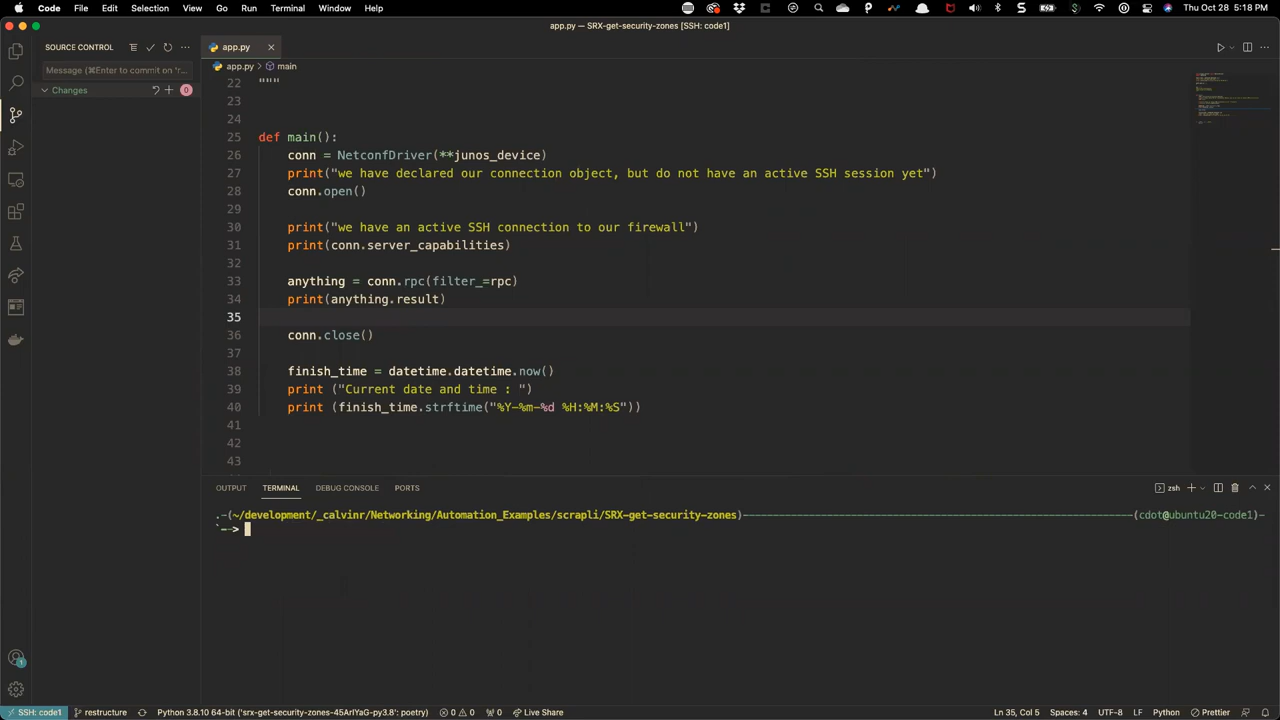 Code File Edit Selection View Go Run Terminal Window Help Thu Oct 28 5:18 PM
app.py — SRX-get-security-zones [SSH: code1]
SOURCE CONTROL
app.py
Message (⌘Enter to commit on 'r...
app.py > main
Changes 0
22 """
23
24
25 def main():
26 conn = NetconfDriver(**junos_device)
27 print("we have declared our connection object, but do not have an active SSH session yet")
28 conn.open()
29
30 print("we have an active SSH connection to our firewall")
31 print(conn.server_capabilities)
32
33 anything = conn.rpc(filter_=rpc)
34 print(anything.result)
35
36 conn.close()
37
38 finish_time = datetime.datetime.now()
39 print ("Current date and time : ")
40 print (finish_time.strftime("%Y-%m-%d %H:%M:%S"))
41
42
43
OUTPUT TERMINAL DEBUG CONSOLE PORTS zsh
.-(~/development/_calvinr/Networking/Automation_Examples/scrapli/SRX-get-security-zones)------(cdot@ubuntu20-code1)-
`-->
1
SSH: code1 restructure Python 3.8.10 64-bit ('srx-get-security-zones-45ArlYaG-py3.8': poetry) 0 0 0 Live Share Ln 35, Col 5 Spaces: 4 UTF-8 LF Python Prettier